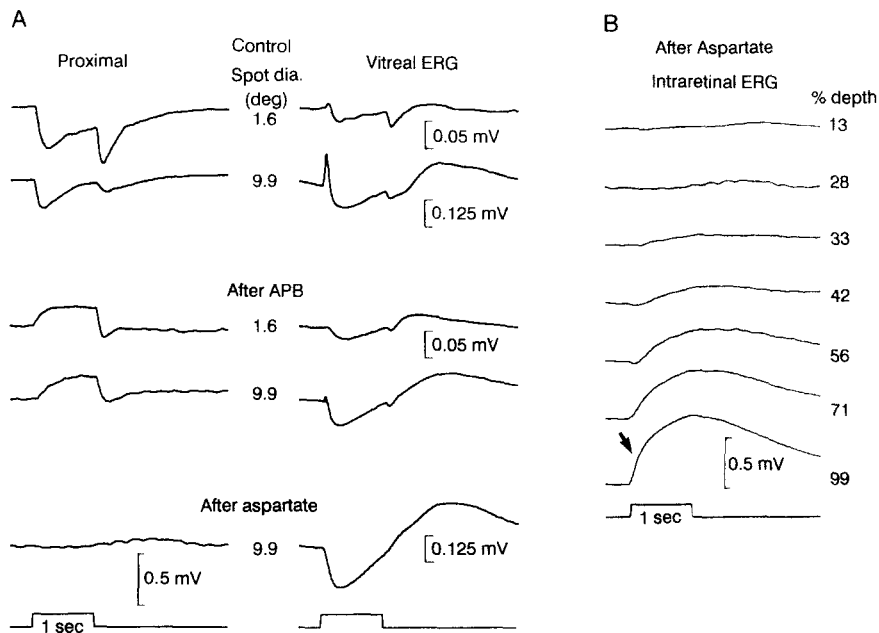 A
Proximal
Control
Spot dia.
(deg)
Vitreal ERG
1.6
0.05 mV
9.9
0.125 mV
After APB
1.6
0.05 mV
9.9
After aspartate
9.9
0.5 mV
0.125 mV
1 sec
B
After Aspartate
Intraretinal ERG
% depth
13
28
33
42
56
71
99
0.5 mV
1 sec